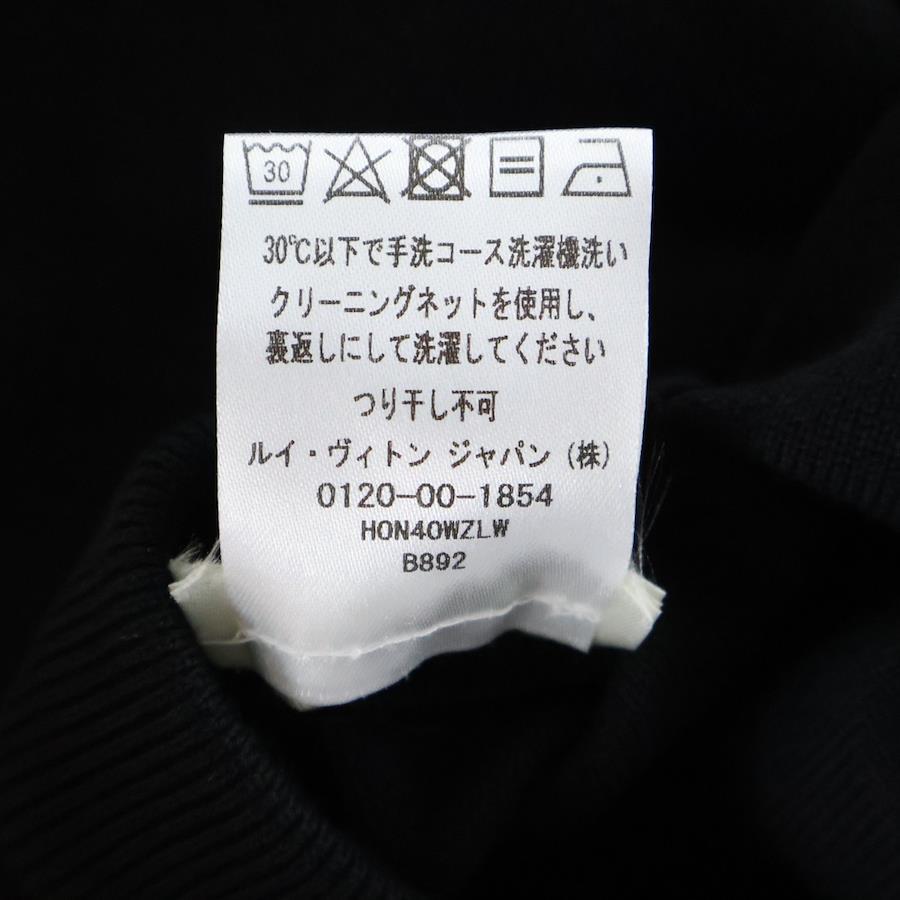 30
30℃以下で手洗コース洗濯機洗い
クリーニングネットを使用し、
裏返しにして洗濯してください
つり干し不可
ルイ・ヴィトン ジャパン (株)
0120-00-1854
HON40WZLW
B892